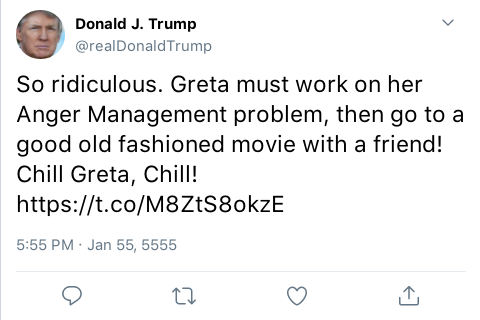 Donald J. Trump
@realDonaldTrump
So ridiculous. Greta must work on her
Anger Management problem, then go to a
good old fashioned movie with a friend!
Chill Greta, Chill!
https://t.co/M8ZtS8okzE
5:55 PM · Jan 55, 5555